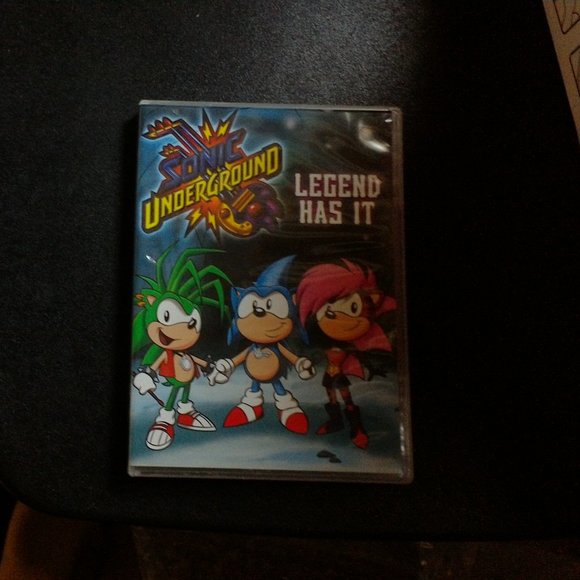 SONIC
UNDERGROUND
LEGEND
HAS IT